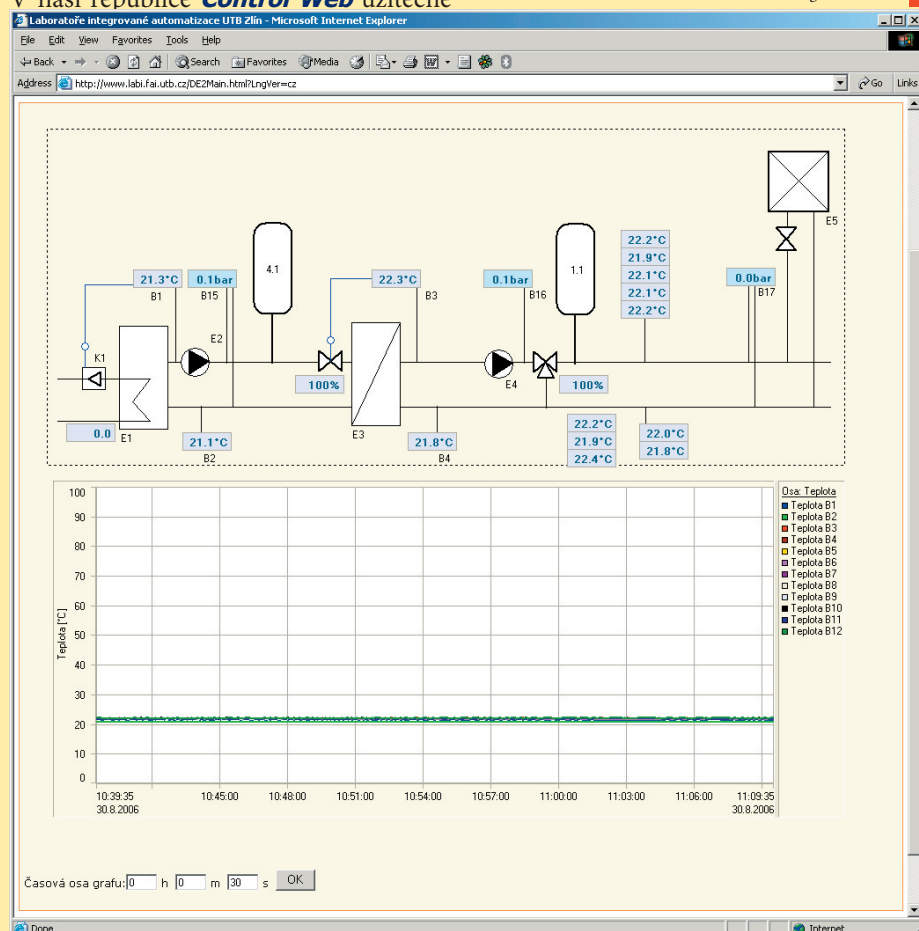 V naší republice Control Web užitečné
Laboratoře integrované automatizace UTB Zlín - Microsoft Internet Explorer
File Edit View Favorites Tools Help
Back Search Favorites Media
Address http://www.labi.fai.utb.cz/DE2Main.html?LngVer=cz Go Links
E5
22.2°C
21.9°C
22.1°C
22.1°C
22.2°C
4.1
1.1
21.3°C 0.1bar 22.3°C 0.1bar 0.0bar
B1 B15 B3 B16 B17
E2
K1
E4
100% 100%
0.0 E1 E3
21.1°C
B2
21.8°C
B4
22.2°C
21.9°C
22.4°C
22.0°C
21.8°C
Teplota [°C]
100
90
80
70
60
50
40
30
20
10
0
10:39:35 10:45:00 10:48:00 10:51:00 10:54:00 10:57:00 11:00:00 11:03:00 11:06:00 11:09:35
30.8.2006 30.8.2006
Osa: Teplota
Teplota B1
Teplota B2
Teplota B3
Teplota B4
Teplota B5
Teplota B6
Teplota B7
Teplota B8
Teplota B9
Teplota B10
Teplota B11
Teplota B12
Časová osa grafu: 0 h 0 m 30 s OK
Done Internet